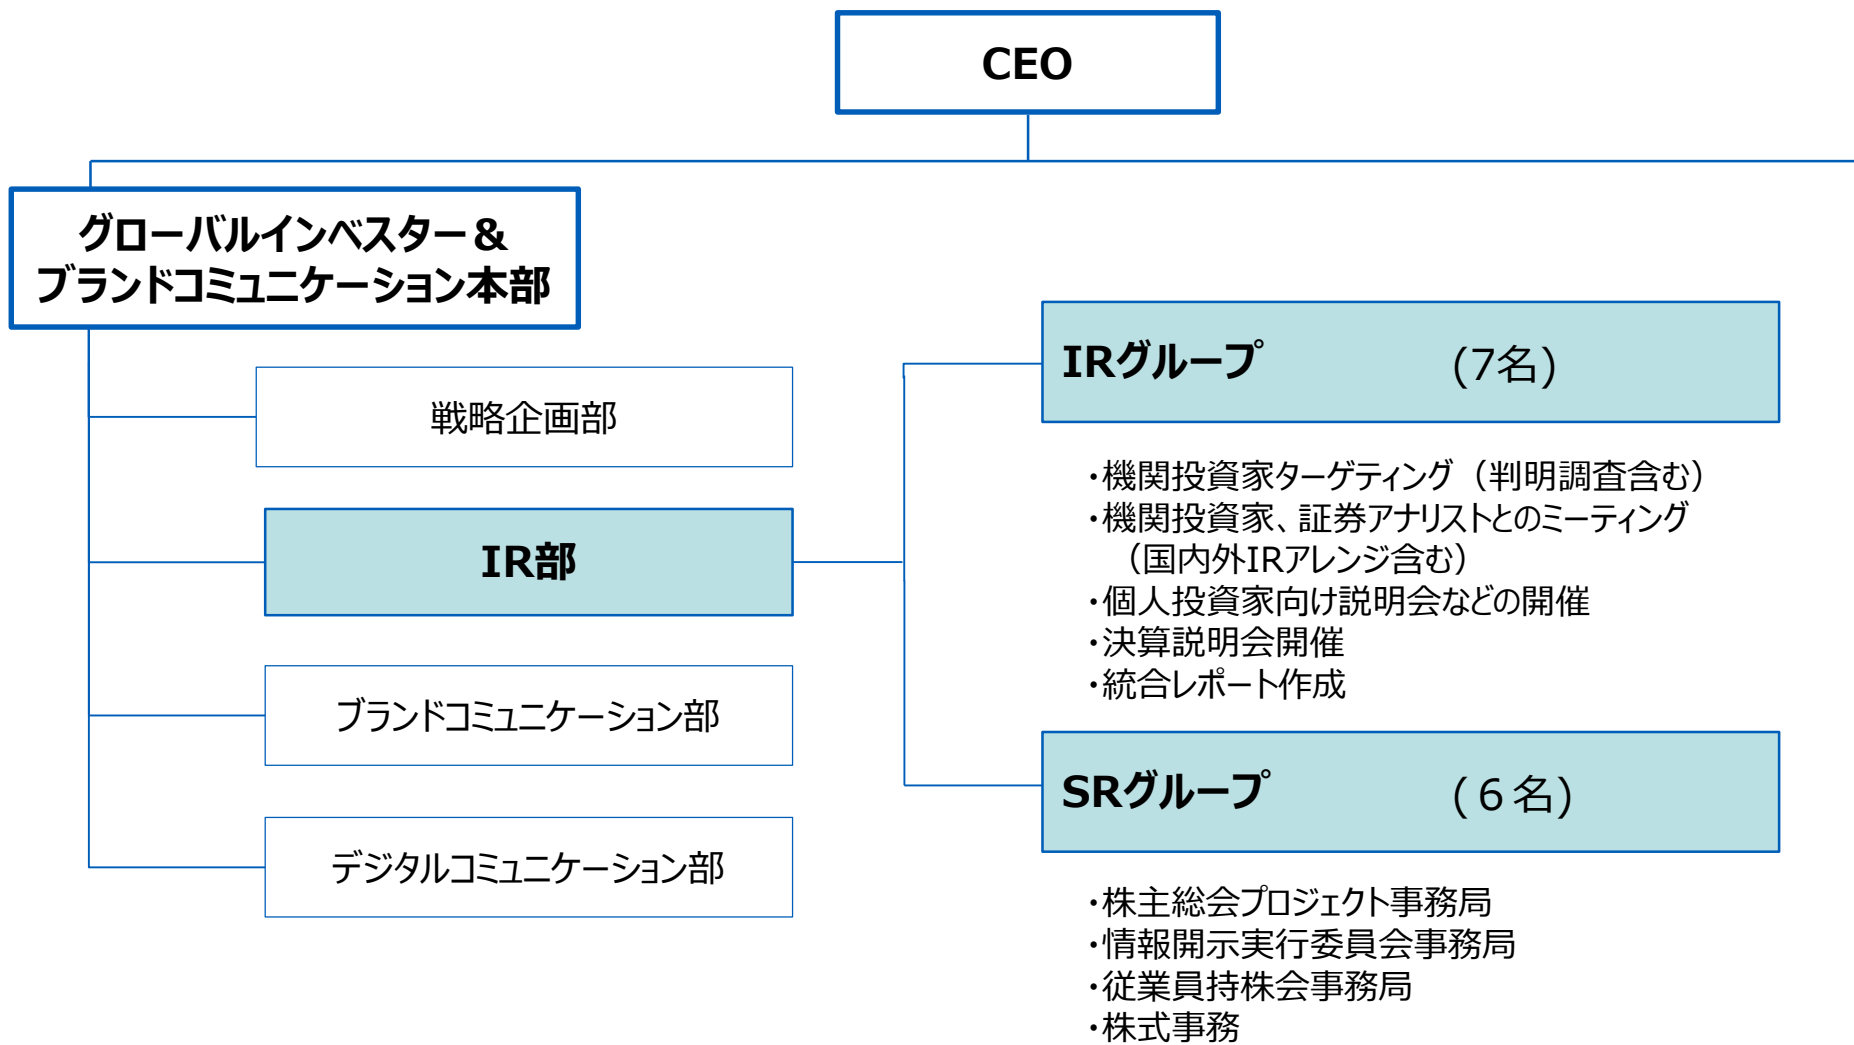 CEO
グローバルインベスター＆
ブランドコミュニケーション本部
戦略企画部
IR部
ブランドコミュニケーション部
デジタルコミュニケーション部
IRグループ (7名)
・機関投資家ターゲティング（判明調査含む）
・機関投資家、証券アナリストとのミーティング
（国内外IRアレンジ含む）
・個人投資家向け説明会などの開催
・決算説明会開催
・統合レポート作成
SRグループ (６名)
・株主総会プロジェクト事務局
・情報開示実行委員会事務局
・従業員持株会事務局
・株式事務